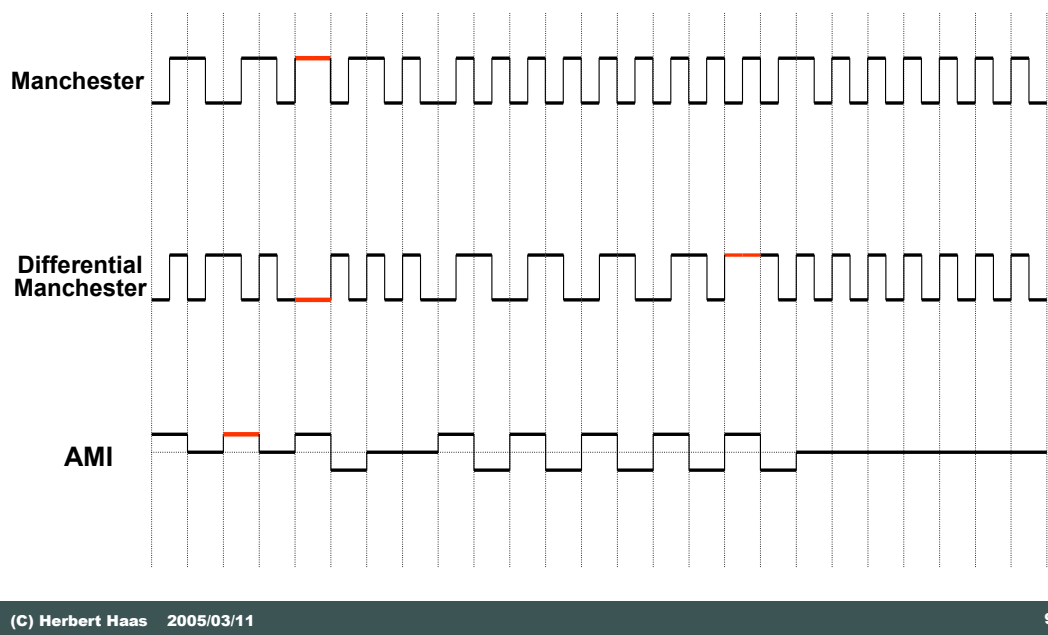 Manchester
Differential
Manchester
AMI
(C) Herbert Haas 2005/03/11